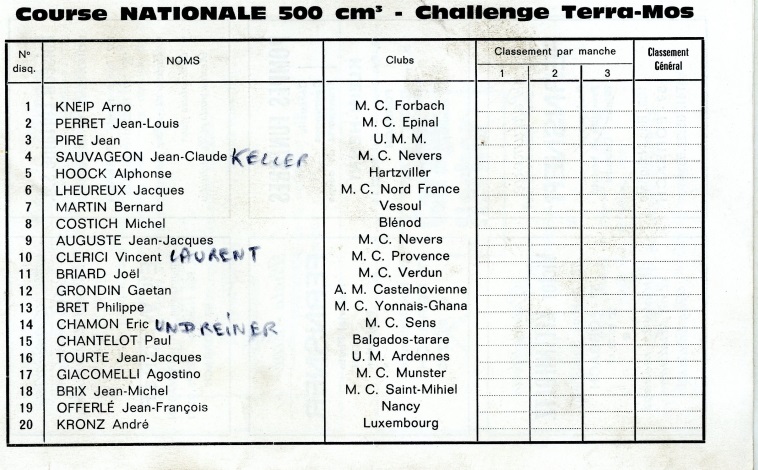 Course NATIONALE 500 cm³ - Challenge Terra-Mos
N° disq. NOMS Clubs Classement par manche Classement Général
1 2 3
1 KNEIP Arno M. C. Forbach
2 PERRET Jean-Louis M. C. Epinal
3 PIRE Jean U. M. M.
4 SAUVAGEON Jean-Claude KELLER M. C. Nevers
5 HOOCK Alphonse Hartzviller
6 LHEUREUX Jacques M. C. Nord France
7 MARTIN Bernard Vesoul
8 COSTICH Michel Blénod
9 AUGUSTE Jean-Jacques M. C. Nevers
10 CLERICI Vincent LAURENT M. C. Provence
11 BRIARD Joël M. C. Verdun
12 GRONDIN Gaetan A. M. Castelnovienne
13 BRET Philippe M. C. Yonnais-Ghana
14 CHAMON Eric UNDREINER M. C. Sens
15 CHANTELOT Paul Balgados-tarare
16 TOURTE Jean-Jacques U. M. Ardennes
17 GIACOMELLI Agostino M. C. Munster
18 BRIX Jean-Michel M. C. Saint-Mihiel
19 OFFERLÉ Jean-François Nancy
20 KRONZ André Luxembourg